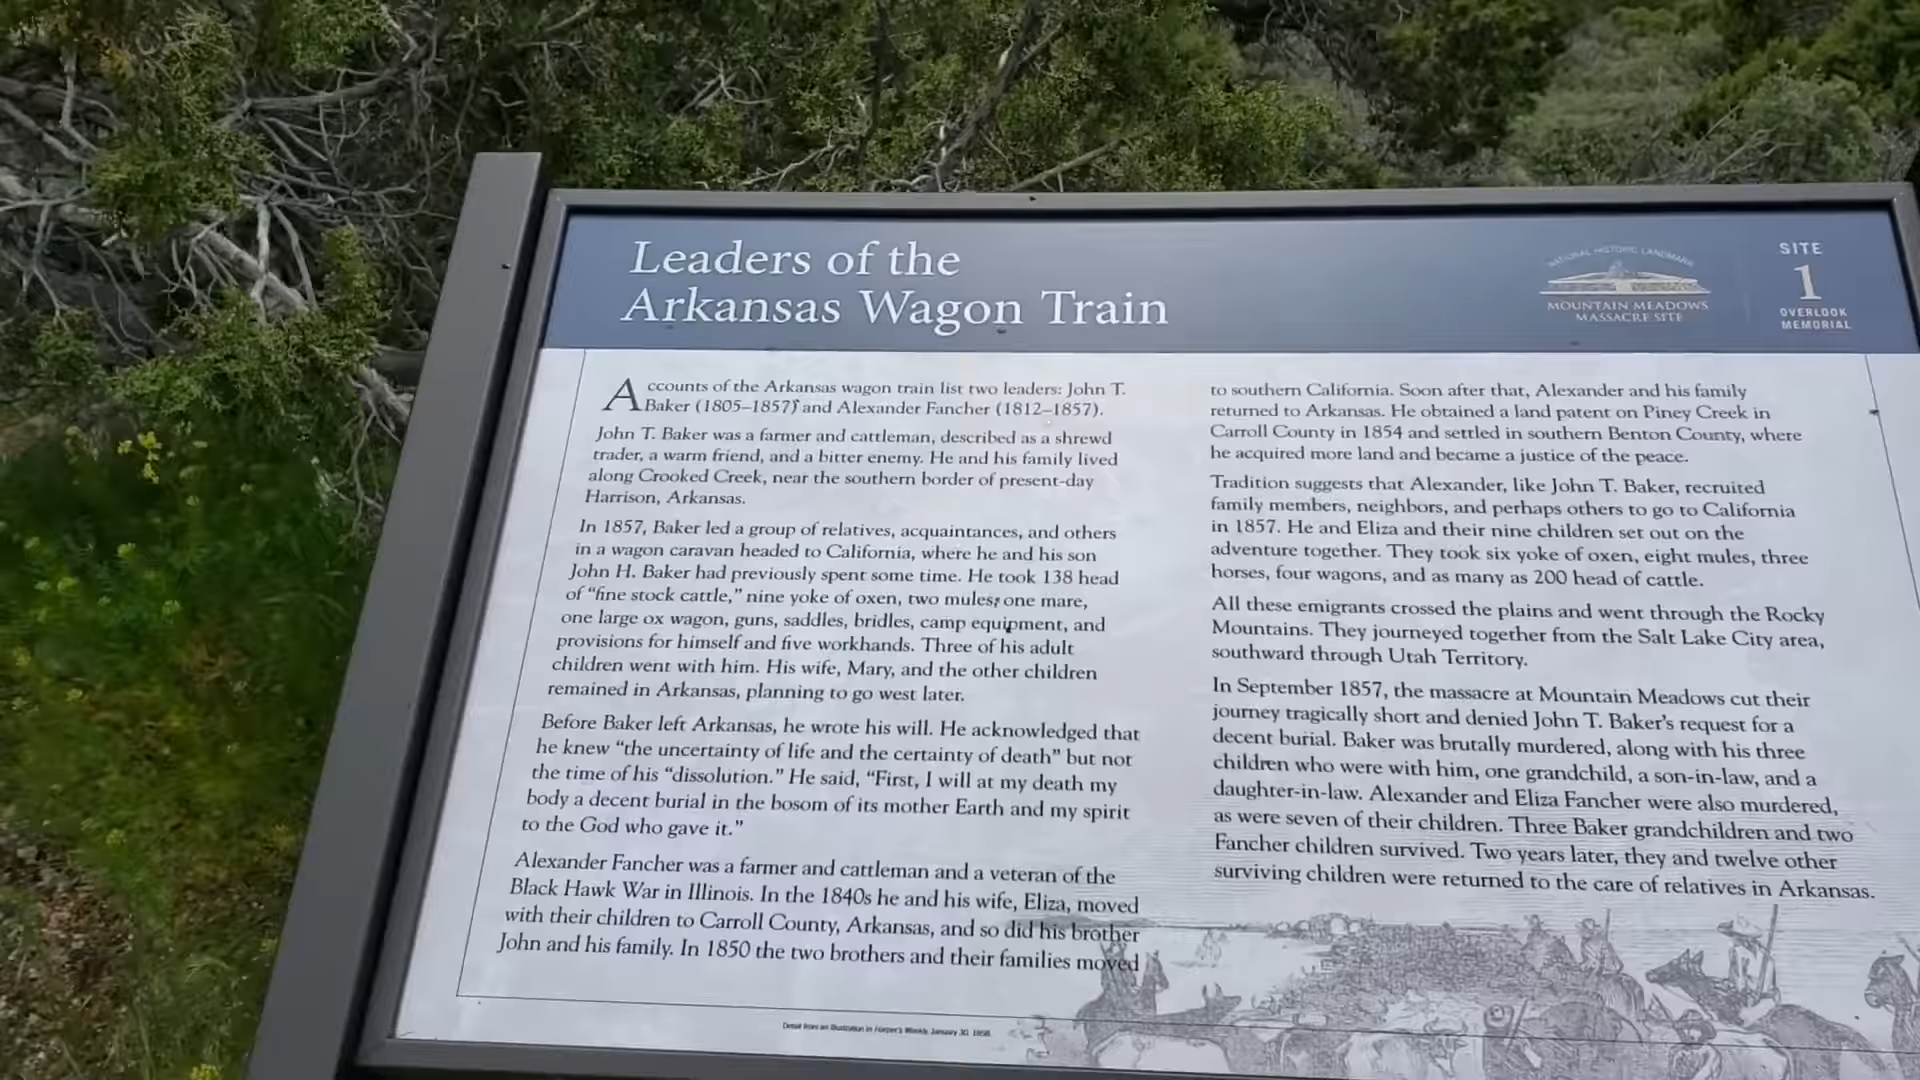 Leaders of the
Arkansas Wagon Train
NATIONAL HISTORIC LANDMARK
MOUNTAIN MEADOWS
MASSACRE SITE
SITE
1
OVERLOOK
MEMORIAL
Accounts of the Arkansas wagon train list two leaders: John T.
Baker (1805–1857) and Alexander Fancher (1812–1857).
John T. Baker was a farmer and cattleman, described as a shrewd
trader, a warm friend, and a bitter enemy. He and his family lived
along Crooked Creek, near the southern border of present-day
Harrison, Arkansas.
In 1857, Baker led a group of relatives, acquaintances, and others
in a wagon caravan headed to California, where he and his son
John H. Baker had previously spent some time. He took 138 head
of “fine stock cattle,” nine yoke of oxen, two mules, one mare,
one large ox wagon, guns, saddles, bridles, camp equipment, and
provisions for himself and five workhands. Three of his adult
children went with him. His wife, Mary, and the other children
remained in Arkansas, planning to go west later.
Before Baker left Arkansas, he wrote his will. He acknowledged that
he knew “the uncertainty of life and the certainty of death” but not
the time of his “dissolution.” He said, “First, I will at my death my
body a decent burial in the bosom of its mother Earth and my spirit
to the God who gave it.”
Alexander Fancher was a farmer and cattleman and a veteran of the
Black Hawk War in Illinois. In the 1840s he and his wife, Eliza, moved
with their children to Carroll County, Arkansas, and so did his brother
John and his family. In 1850 the two brothers and their families moved
to southern California. Soon after that, Alexander and his family
returned to Arkansas. He obtained a land patent on Piney Creek in
Carroll County in 1854 and settled in southern Benton County, where
he acquired more land and became a justice of the peace.
Tradition suggests that Alexander, like John T. Baker, recruited
family members, neighbors, and perhaps others to go to California
in 1857. He and Eliza and their nine children set out on the
adventure together. They took six yoke of oxen, eight mules, three
horses, four wagons, and as many as 200 head of cattle.
All these emigrants crossed the plains and went through the Rocky
Mountains. They journeyed together from the Salt Lake City area,
southward through Utah Territory.
In September 1857, the massacre at Mountain Meadows cut their
journey tragically short and denied John T. Baker’s request for a
decent burial. Baker was brutally murdered, along with his three
children who were with him, one grandchild, a son-in-law, and a
daughter-in-law. Alexander and Eliza Fancher were also murdered,
as were seven of their children. Three Baker grandchildren and two
Fancher children survived. Two years later, they and twelve other
surviving children were returned to the care of relatives in Arkansas.
Detail from an illustration in Harper's Weekly, January 30, 1858.